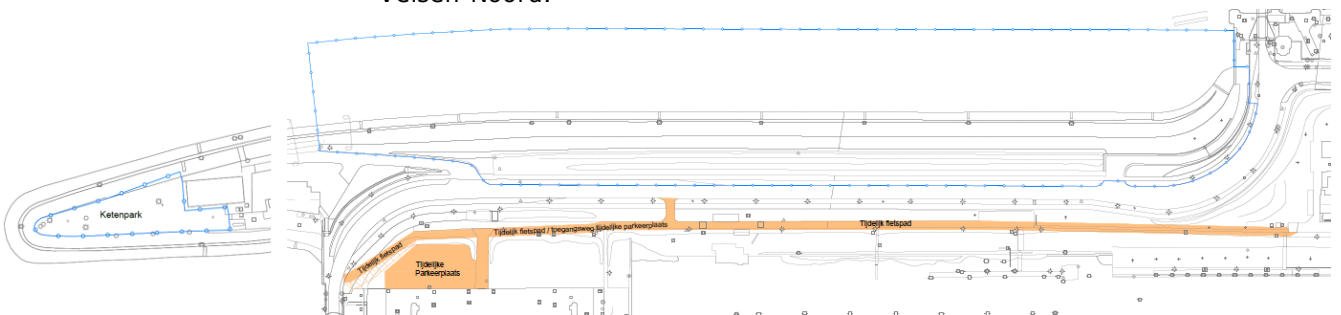 Velsen-Noord.
Ketenpark
Tijdelijk fietspad
Tijdelijke
Parkeerplaats
Tijdelijk fietspad / toegangsweg tijdelijke parkeerplaats
Tijdelijk fietspad